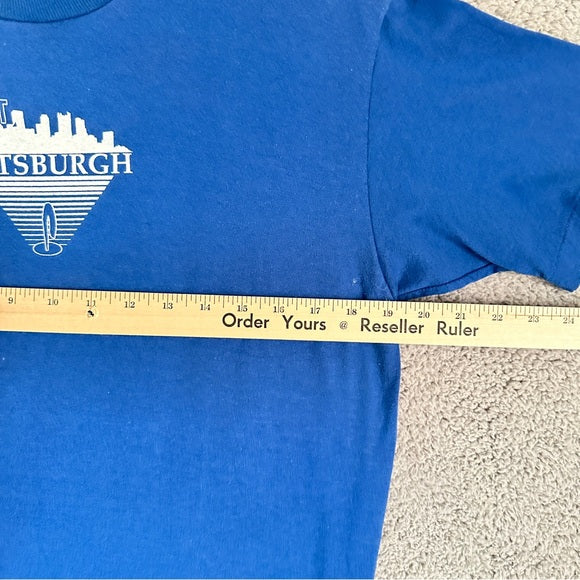 T
TSBURGH
9 10 11 12 13 14 15 16 17 18 19 20 21 22 23 24
Order Yours @ Reseller Ruler